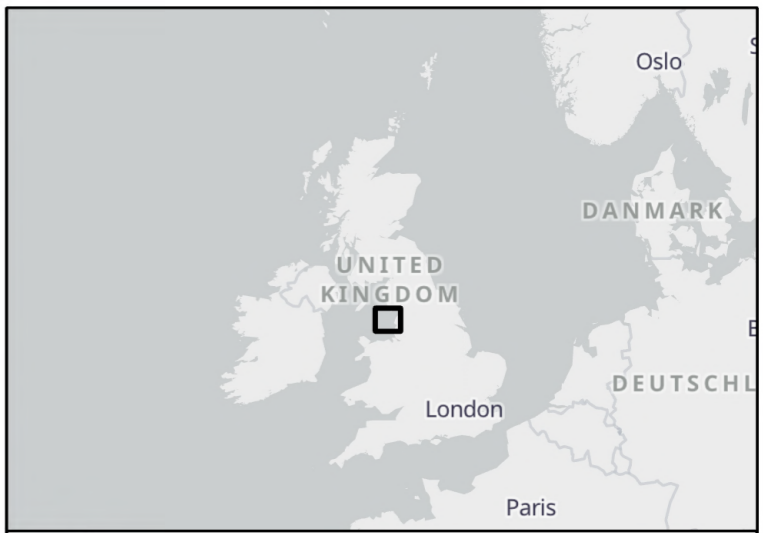 Oslo
S
DANMARK
UNITED
KINGDOM
E
DEUTSCHL
London
Paris